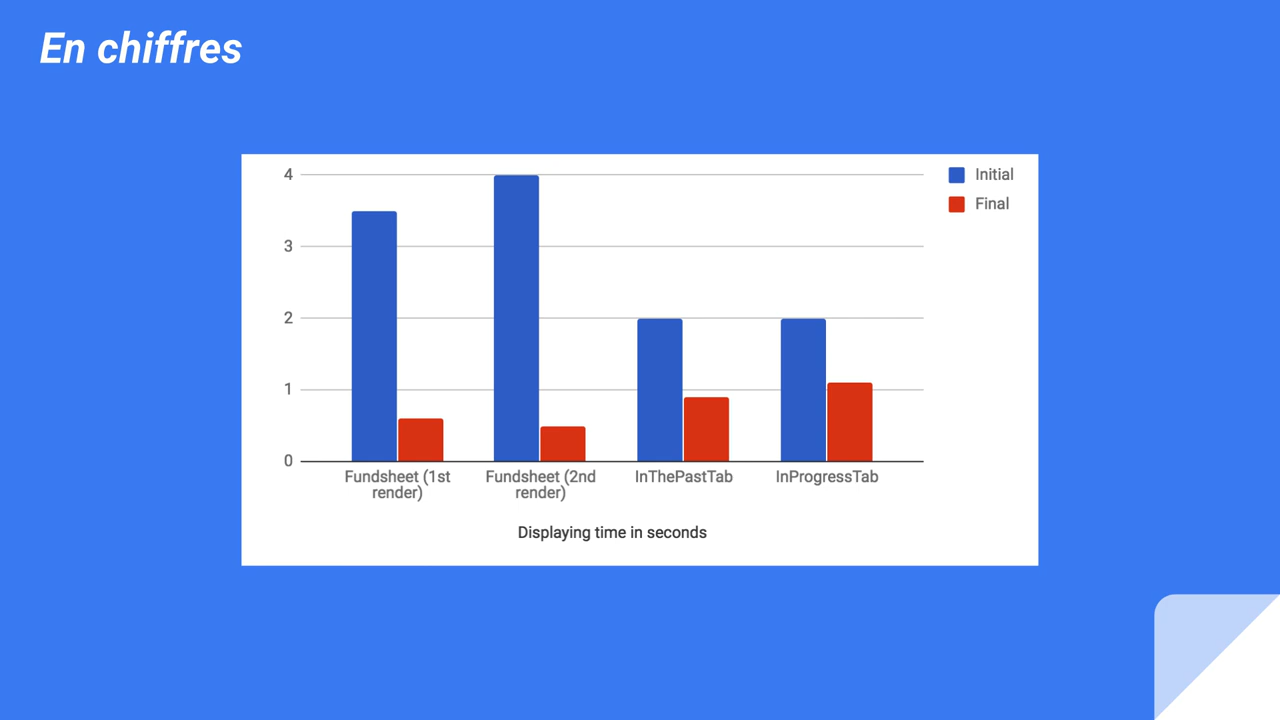 En chiffres
4
3
2
1
0
Initial
Final
Fundsheet (1st
render)
Fundsheet (2nd
render)
InThePastTab
InProgressTab
Displaying time in seconds